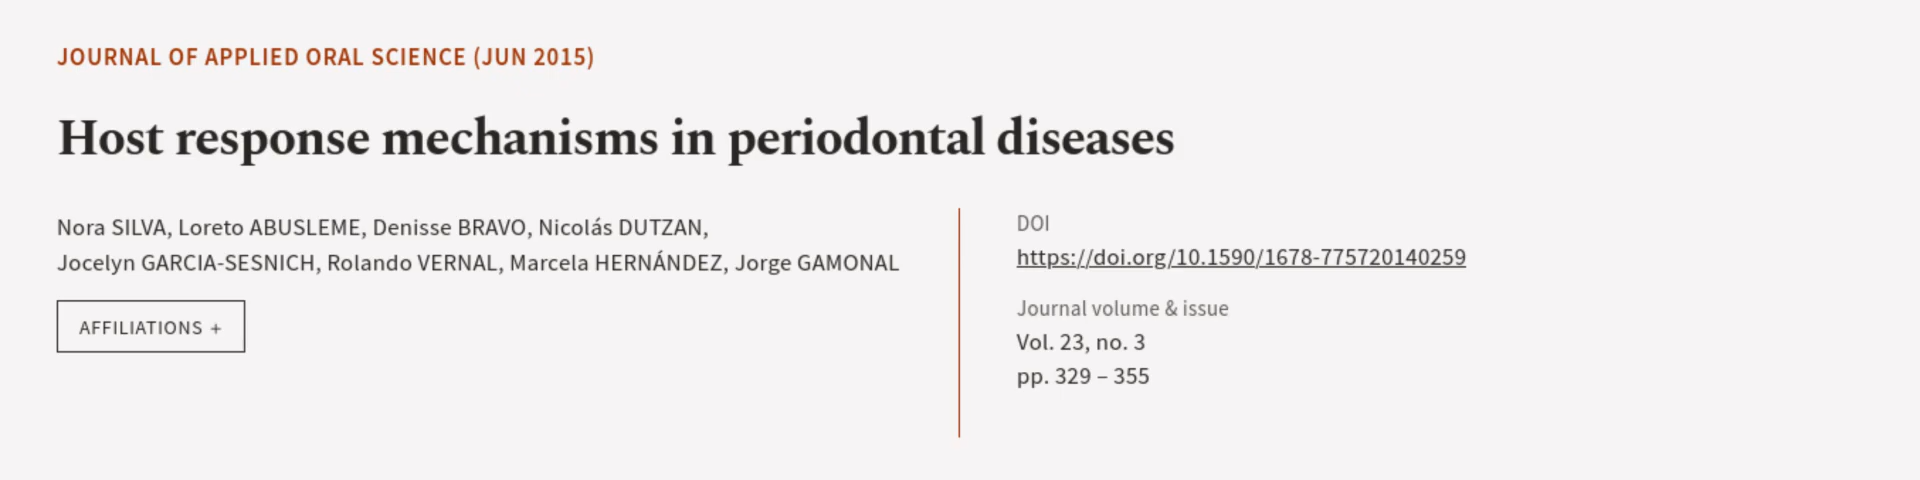 JOURNAL OF APPLIED ORAL SCIENCE (JUN 2015)
Host response mechanisms in periodontal diseases
Nora SILVA, Loreto ABUSLEME, Denisse BRAVO, Nicolás DUTZAN,
Jocelyn GARCIA-SESNICH, Rolando VERNAL, Marcela HERNÁNDEZ, Jorge GAMONAL
AFFILIATIONS +
DOI
https://doi.org/10.1590/1678-775720140259
Journal volume & issue
Vol. 23, no. 3
pp. 329 – 355